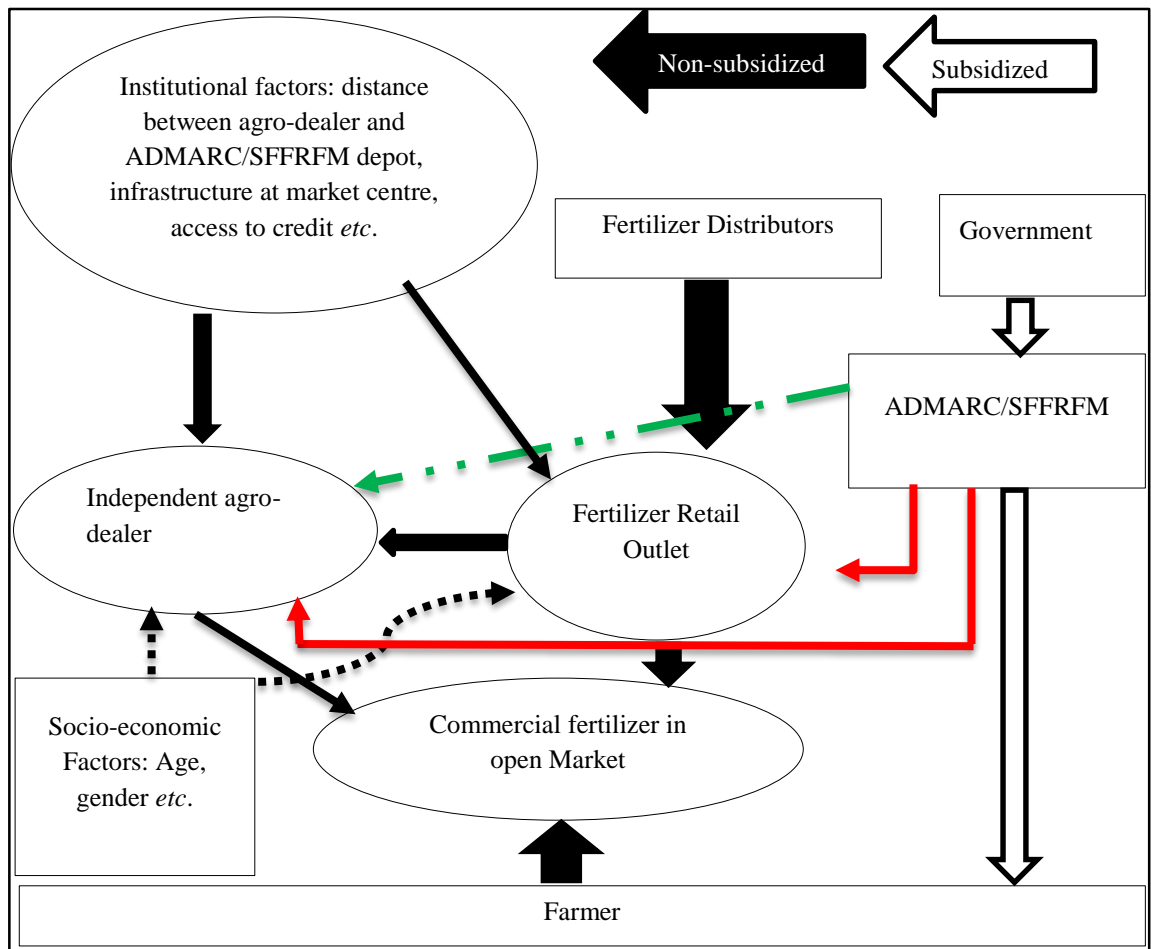 Non-subsidized
Subsidized
Institutional factors: distance
between agro-dealer and
ADMARC/SFFRFM depot,
infrastructure at market centre,
access to credit etc.
Fertilizer Distributors
Government
ADMARC/SFFRFM
Independent agro-
dealer
Fertilizer Retail
Outlet
Socio-economic
Factors: Age,
gender etc.
Commercial fertilizer in
open Market
Farmer